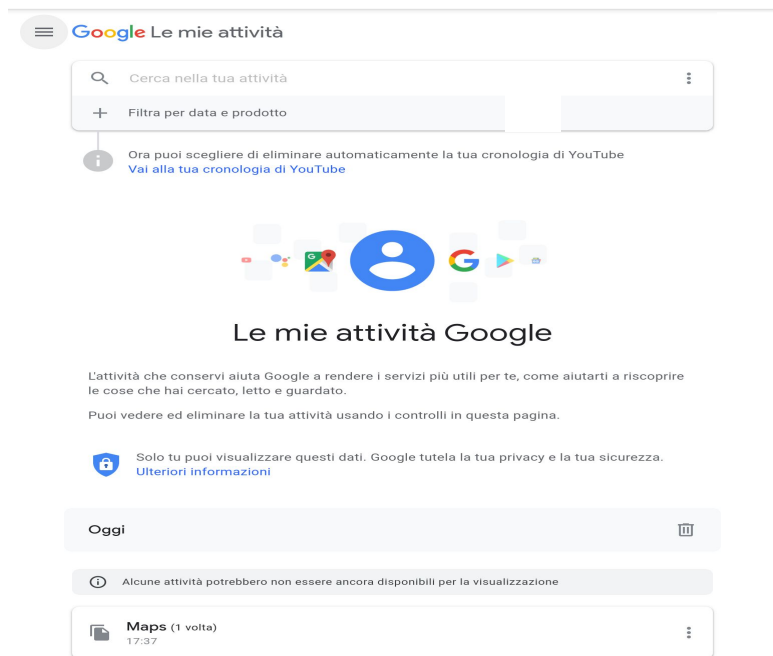 Google Le mie attività
Cerca nella tua attività
Filtra per data e prodotto
Ora puoi scegliere di eliminare automaticamente la tua cronologia di YouTube
Vai alla tua cronologia di YouTube
Le mie attività Google
L'attività che conservi aiuta Google a rendere i servizi più utili per te, come aiutarti a riscoprire
le cose che hai cercato, letto e guardato.
Puoi vedere ed eliminare la tua attività usando i controlli in questa pagina.
Solo tu puoi visualizzare questi dati. Google tutela la tua privacy e la tua sicurezza.
Ulteriori informazioni
Oggi
Alcune attività potrebbero non essere ancora disponibili per la visualizzazione
Maps (1 volta)
17:37